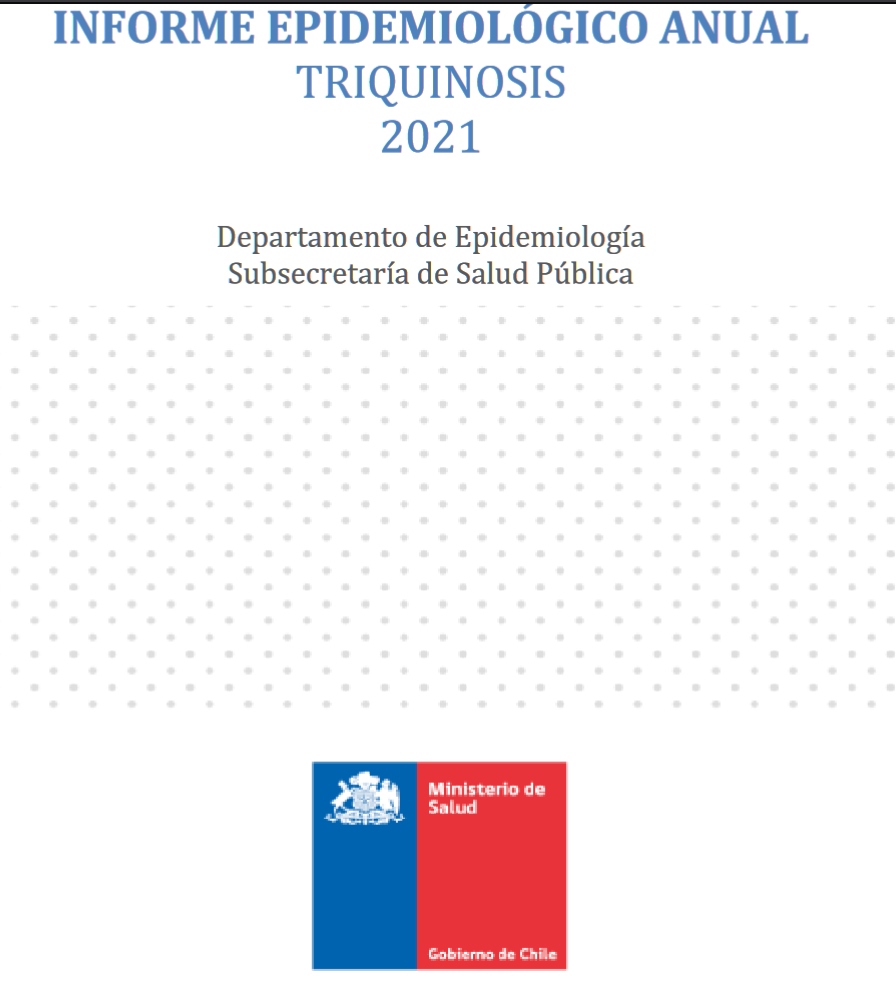 INFORME EPIDEMIOLÓGICO ANUAL
TRIQUINOSIS
2021
Departamento de Epidemiología
Subsecretaría de Salud Pública
Ministerio de
Salud
Gobierno de Chile